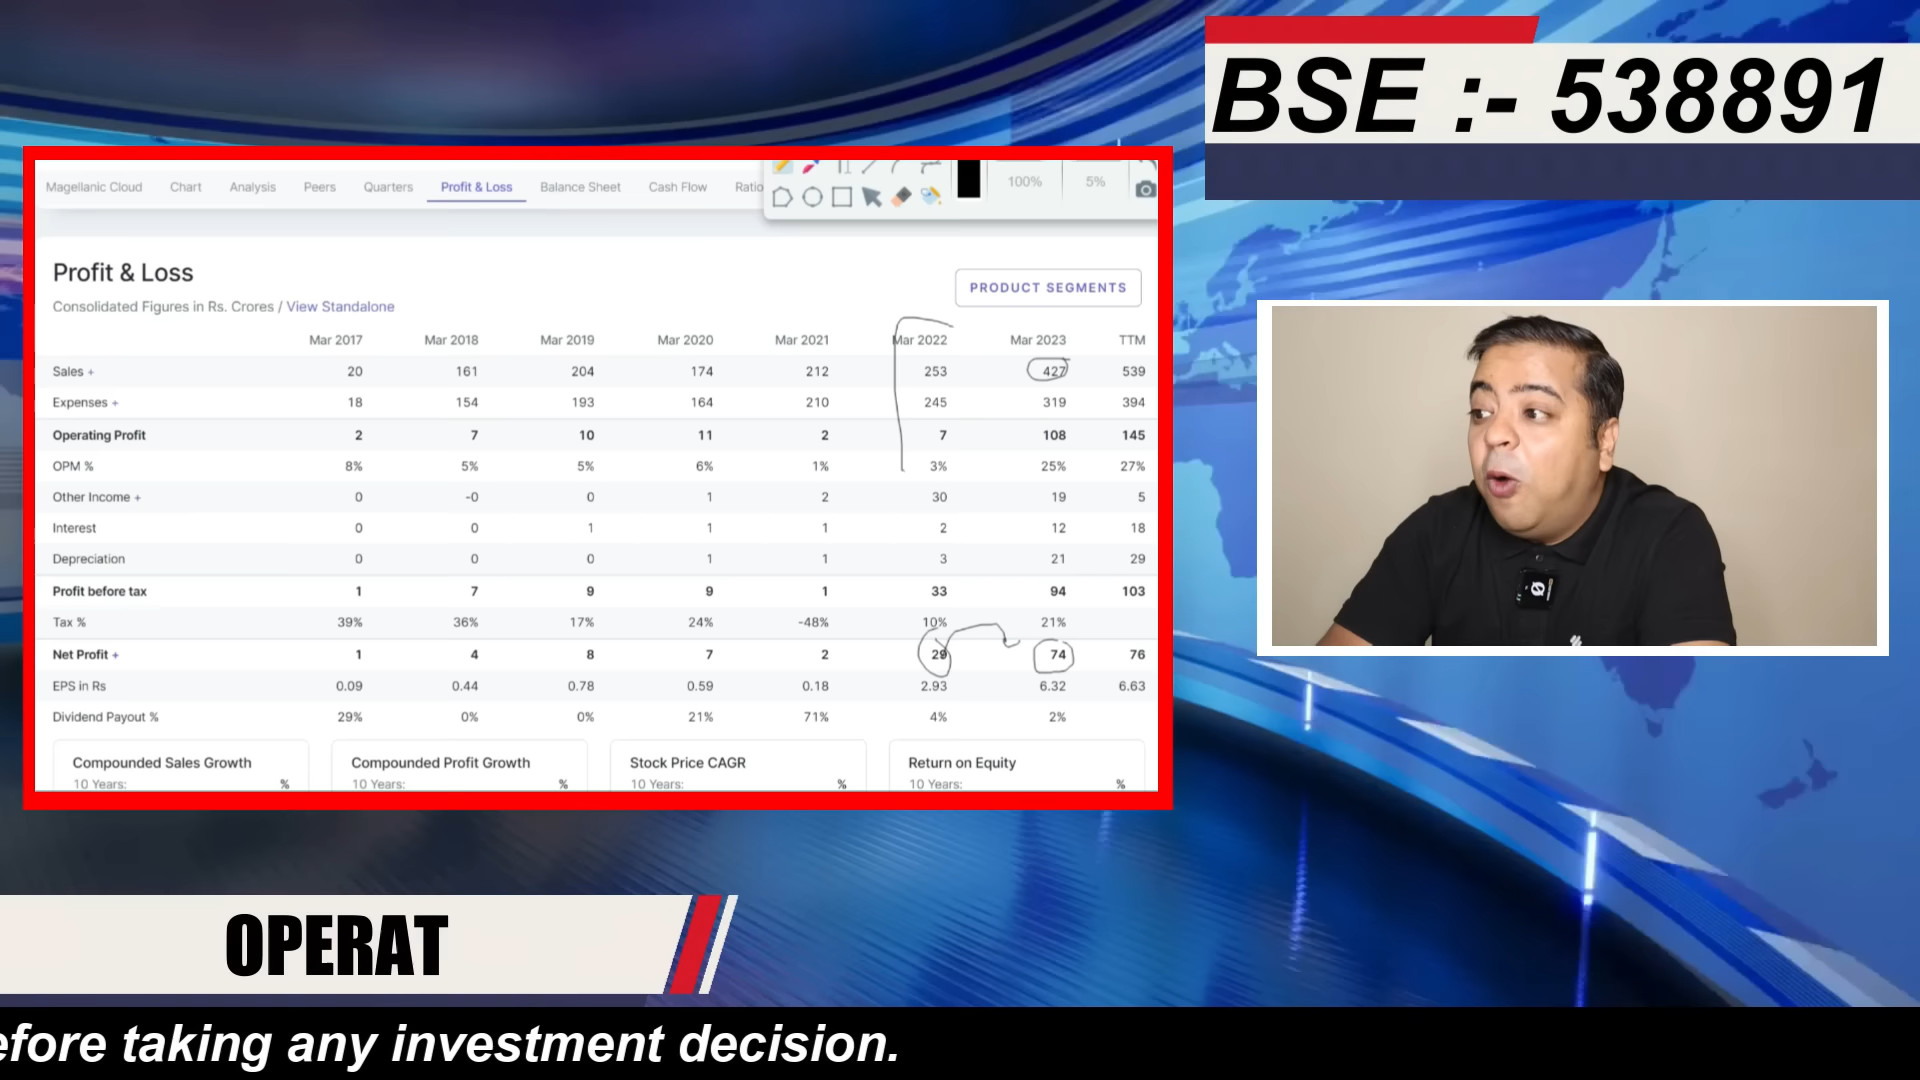 BSE :- 538891
Magellanic Cloud Chart Analysis Peers Quarters Profit & Loss Balance Sheet Cash Flow Ratio
100% 5%
Profit & Loss
PRODUCT SEGMENTS
Consolidated Figures in Rs. Crores / View Standalone
Mar 2017 Mar 2018 Mar 2019 Mar 2020 Mar 2021 Mar 2022 Mar 2023 TTM
Sales + 20 161 204 174 212 253 427 539
Expenses + 18 154 193 164 210 245 319 394
Operating Profit 2 7 10 11 2 7 108 145
OPM % 8% 5% 5% 6% 1% 3% 25% 27%
Other Income + 0 -0 0 1 2 30 19 5
Interest 0 0 1 1 1 2 12 18
Depreciation 0 0 0 1 1 3 21 29
Profit before tax 1 7 9 9 1 33 94 103
Tax % 39% 36% 17% 24% -48% 10% 21%
Net Profit + 1 4 8 7 2 29 74 76
EPS in Rs 0.09 0.44 0.78 0.59 0.18 2.93 6.32 6.63
Dividend Payout % 29% 0% 0% 21% 71% 4% 2%
Compounded Sales Growth Compounded Profit Growth Stock Price CAGR Return on Equity
10 Years: % 10 Years: % 10 Years: % 10 Years: %
OPERAT
efore taking any investment decision.